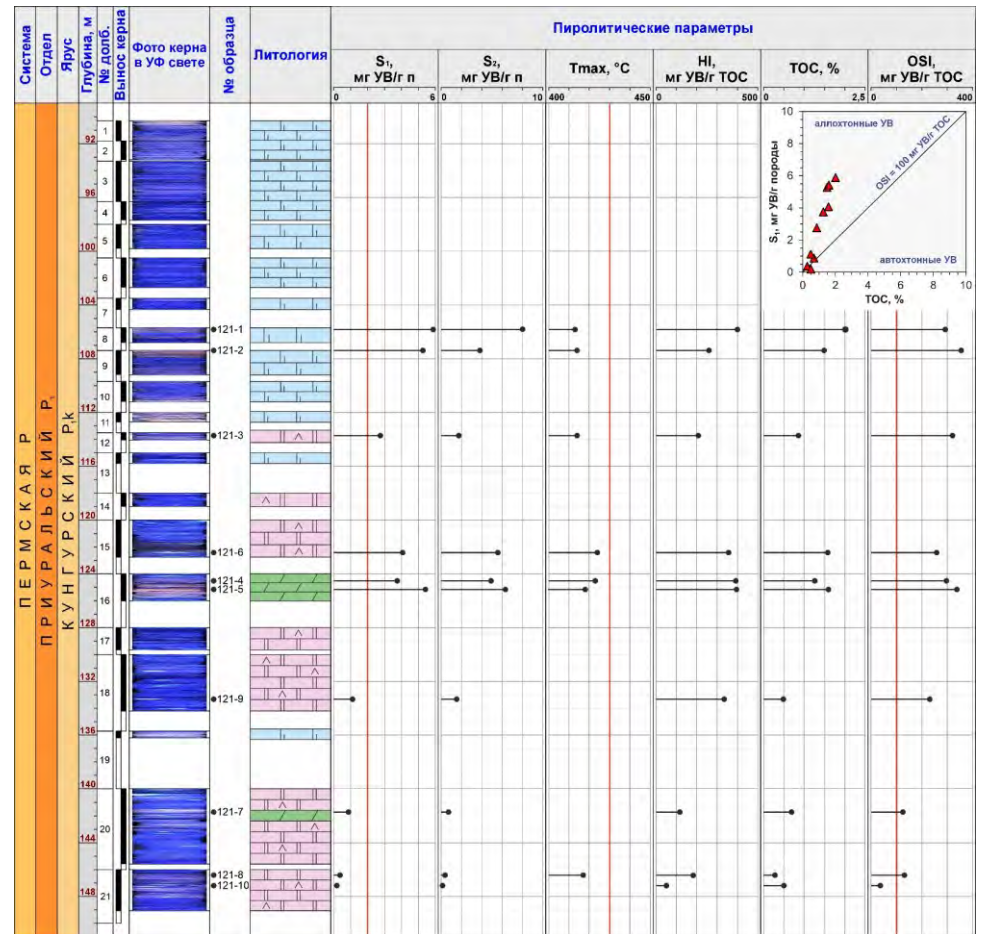 Система
Отдел
Ярус
Глубина, м
№ долб.
Вынос керна
Фото керна
в УФ свете
№ образца
Литология
Пиролитические параметры
S₁,
мг УВ/г п
S₂,
мг УВ/г п
Tmax, °C
HI,
мг УВ/г TOC
TOC, %
OSI,
мг УВ/г TOC
0 6
0 10
400 450
0 500
0 2,5
0 400
ПЕРМСКАЯ P
ПРИУРАЛЬСКИЙ P₁
КУНГУРСКИЙ P₁k
92
96
100
104
108
112
116
120
124
128
132
136
140
144
148
1
2
3
4
5
6
7
8
9
10
11
12
13
14
15
16
17
18
19
20
21
121-1
121-2
121-3
121-6
121-4
121-5
121-9
121-7
121-8
121-10
S₁, мг УВ/г породы
10
8
6
4
2
0
аллохтонные УВ
OSI = 100 мг УВ/г TOC
автохтонные УВ
0 2 4 6 8 10
TOC, %